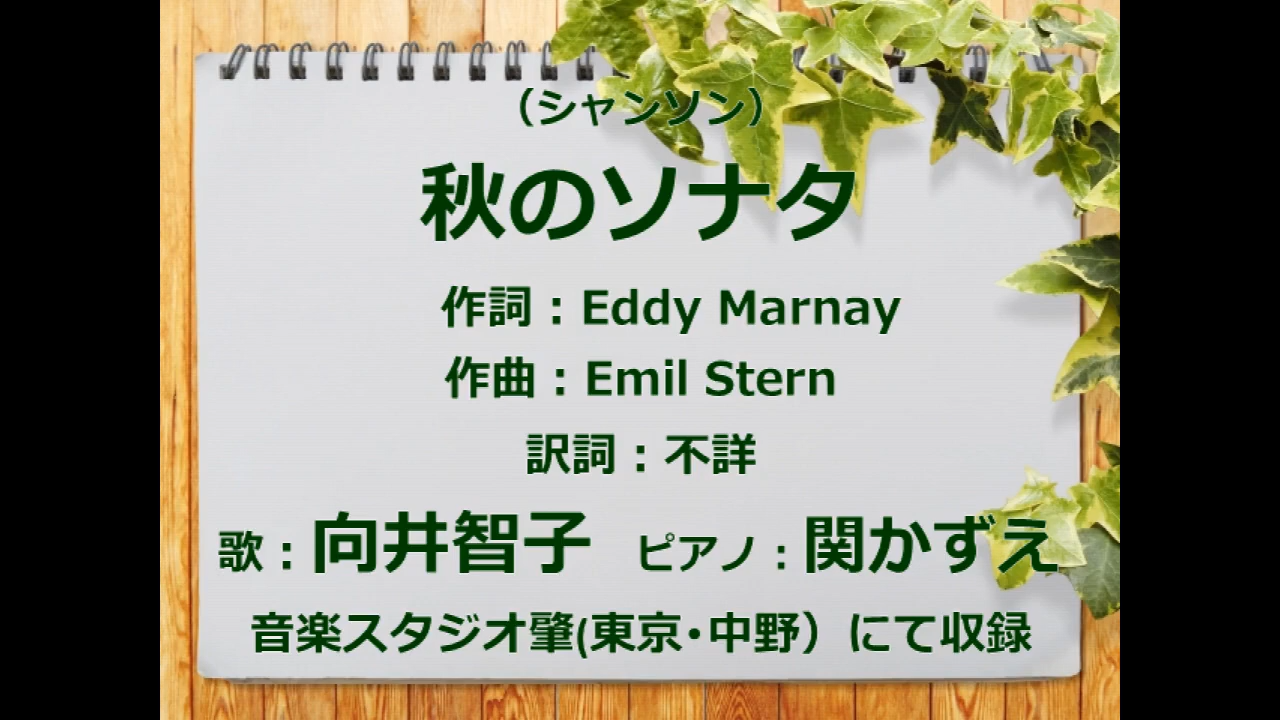 （シャンソン）
秋のソナタ
作詞：Eddy Marnay
作曲：Emil Stern
訳詞：不詳
歌：向井智子　ピアノ：関かずえ
音楽スタジオ肇(東京･中野）にて収録